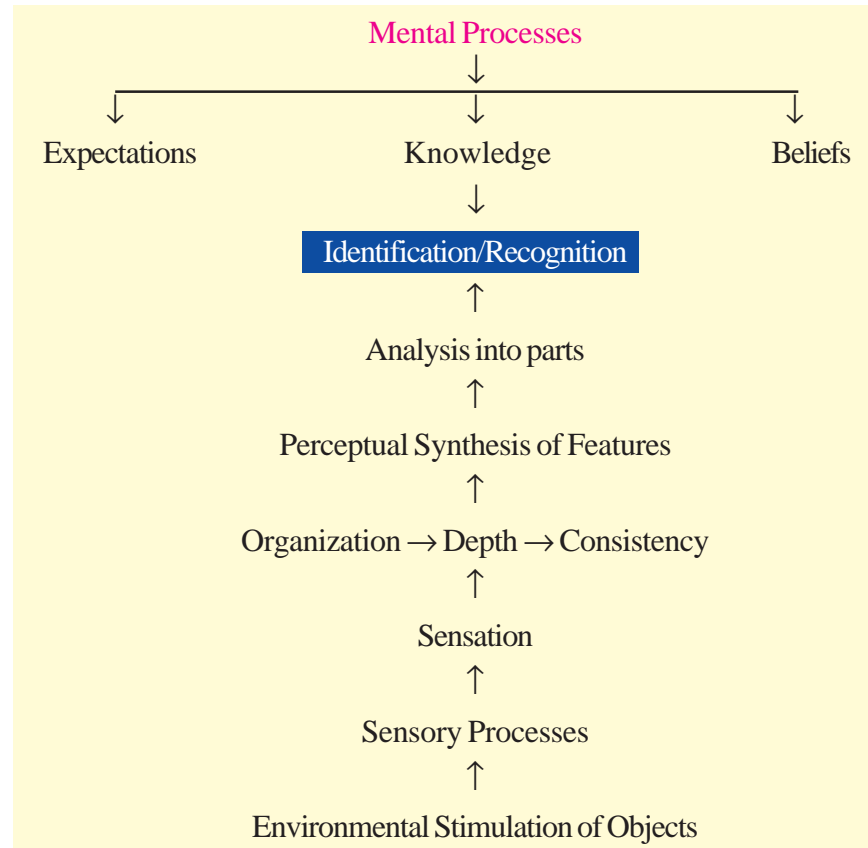 Mental Processes
↓
↓ ↓ ↓
Expectations Knowledge Beliefs
↓
Identification/Recognition
↑
Analysis into parts
↑
Perceptual Synthesis of Features
↑
Organization → Depth → Consistency
↑
Sensation
↑
Sensory Processes
↑
Environmental Stimulation of Objects